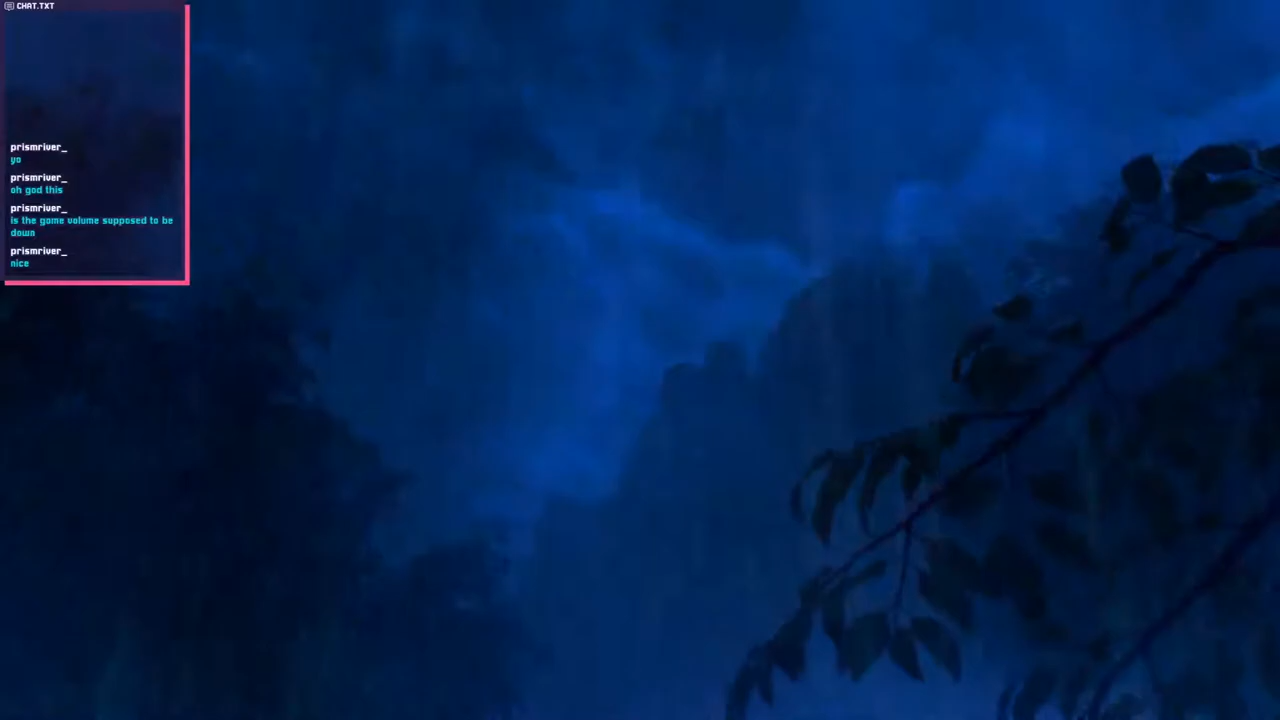 CHAT.TXT
prismriver_
yo
prismriver_
oh god this
prismriver_
is the game volume supposed to be
down
prismriver_
nice